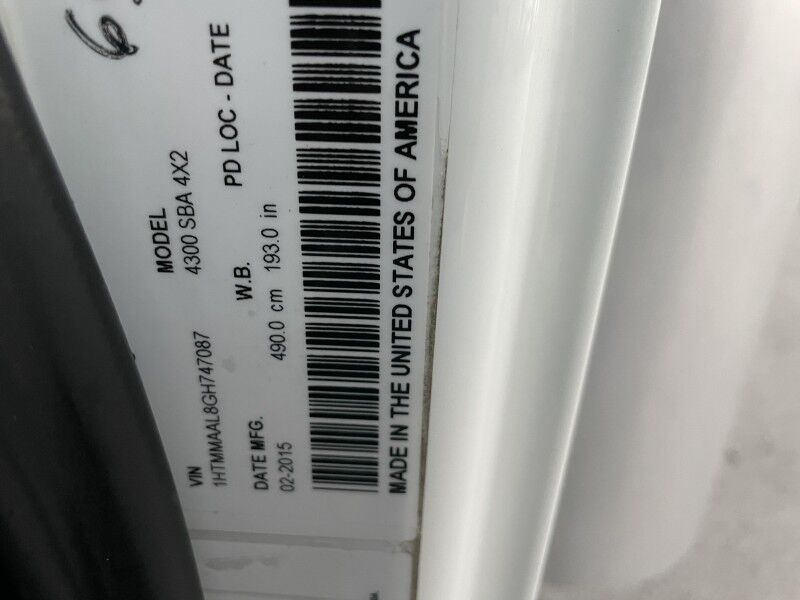 VIN
1HTMMAAL8GH747087
MODEL
4300 SBA 4X2
DATE MFG.
02-2015
W.B.
490.0 cm 193.0 in
PD LOC - DATE
MADE IN THE UNITED STATES OF AMERICA